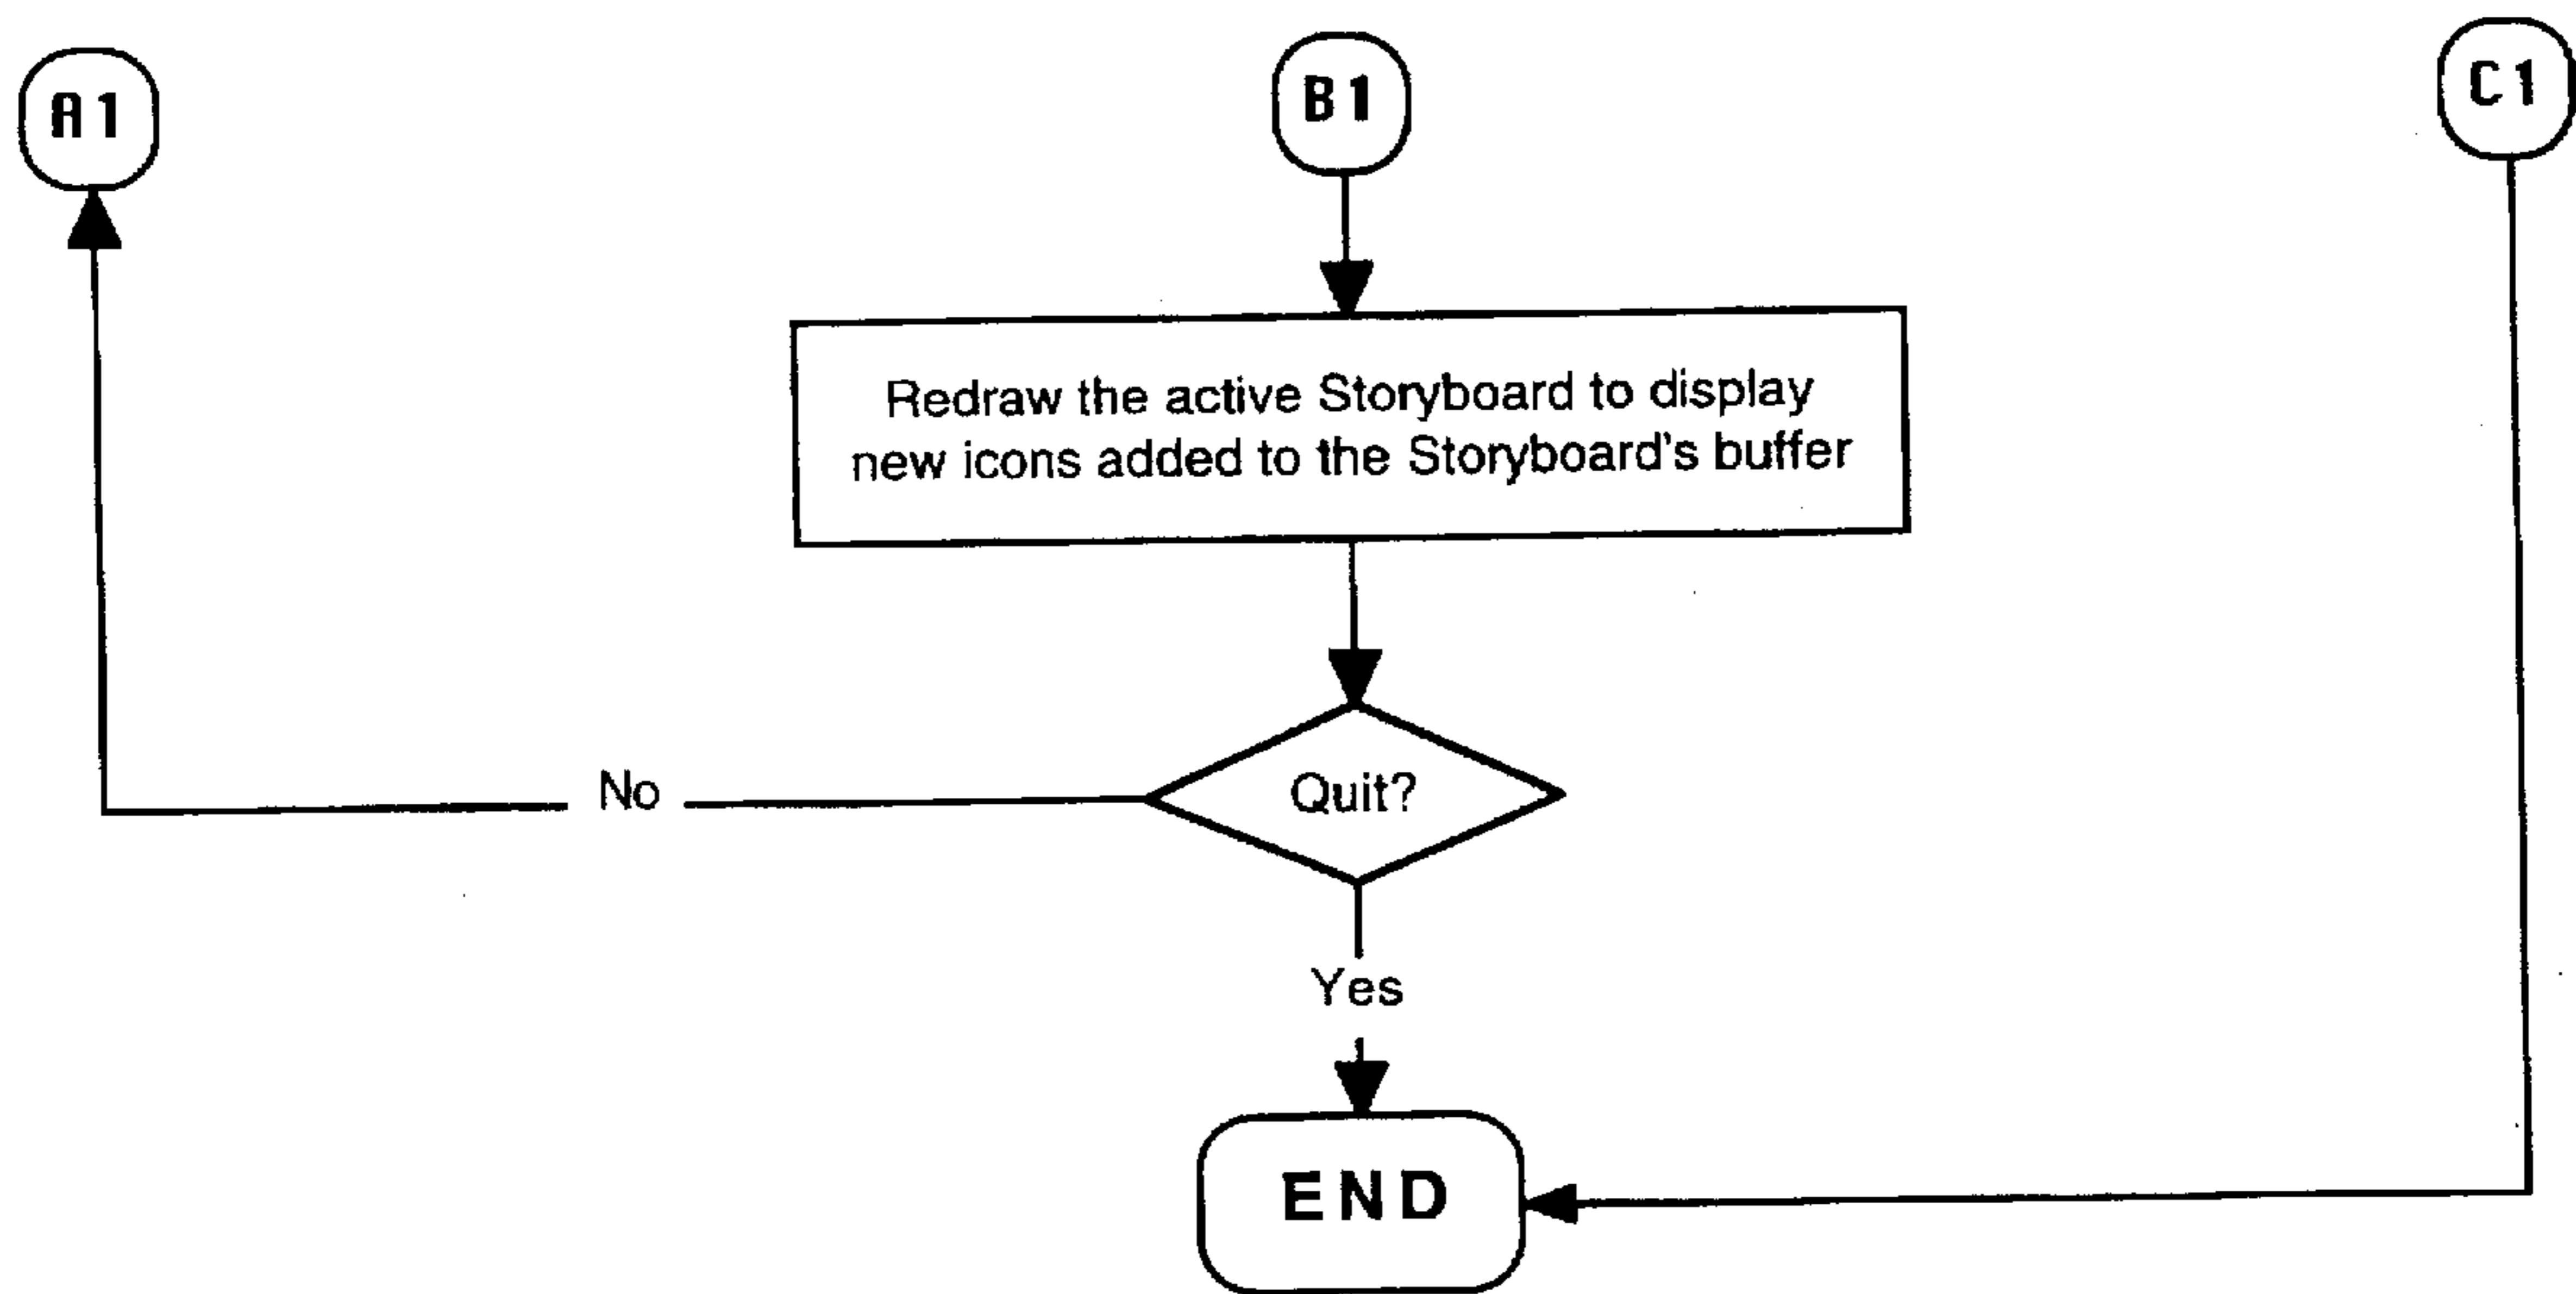 A1
B1
C1
Redraw the active Storyboard to display
new icons added to the Storyboard's buffer
No
Quit?
Yes
END